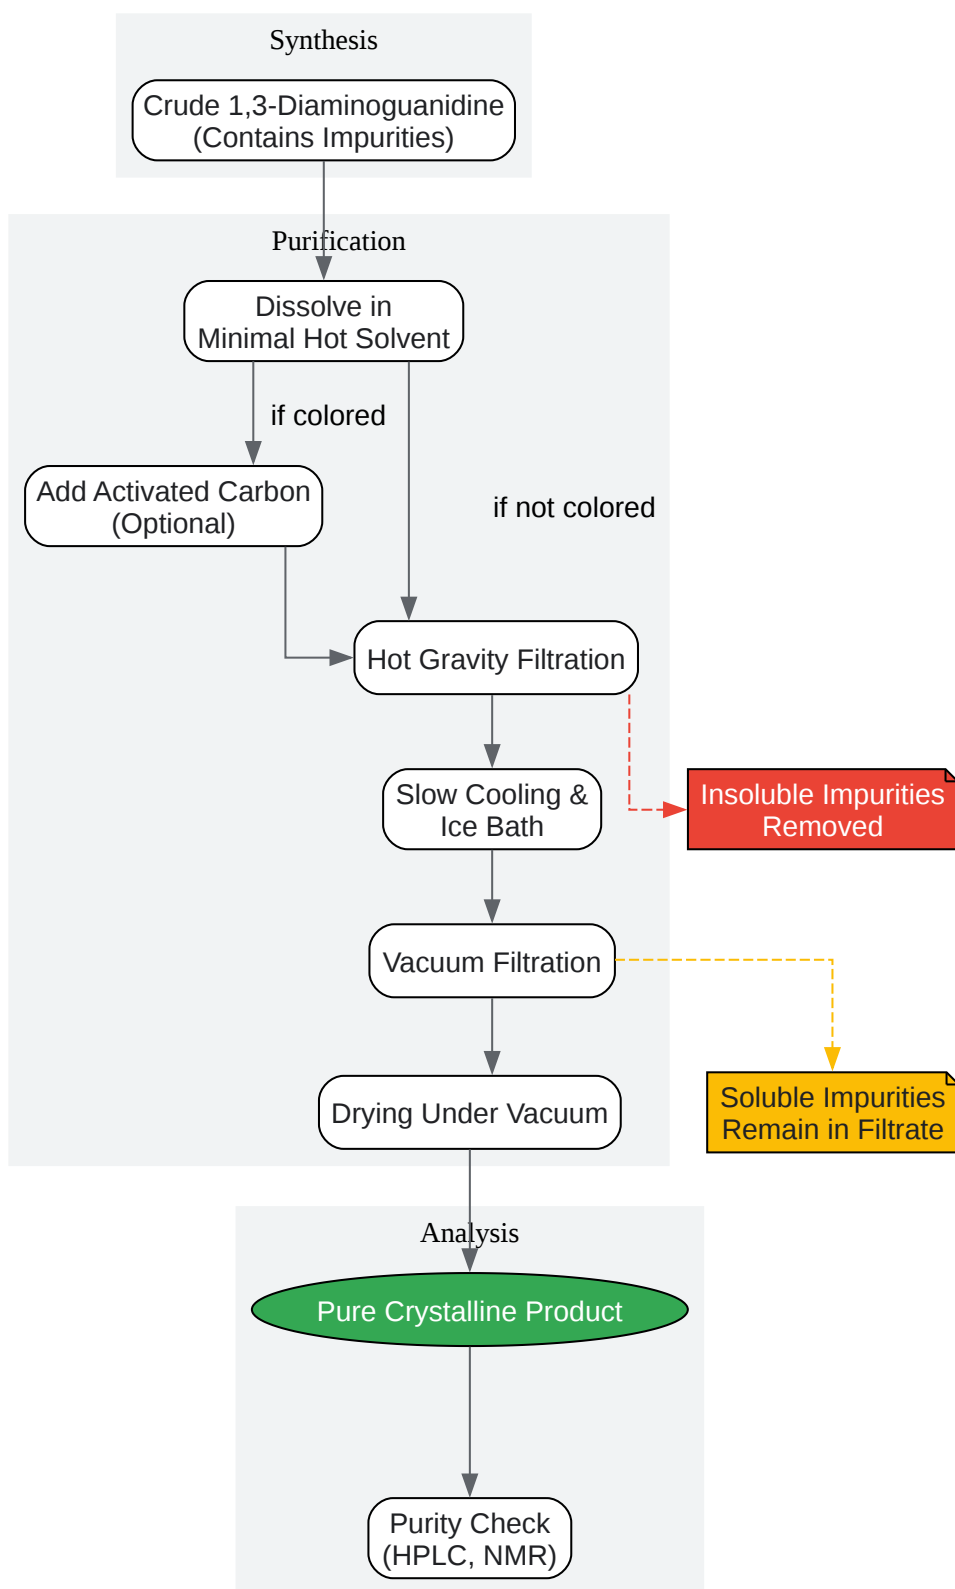 Synthesis
Crude 1,3-Diaminoguanidine
(Contains Impurities)
Purification
Dissolve in
Minimal Hot Solvent
if colored
Add Activated Carbon
(Optional)
if not colored
Hot Gravity Filtration
Slow Cooling &
Ice Bath
Insoluble Impurities
Removed
Vacuum Filtration
Drying Under Vacuum
Soluble Impurities
Remain in Filtrate
Analysis
Pure Crystalline Product
Purity Check
(HPLC, NMR)